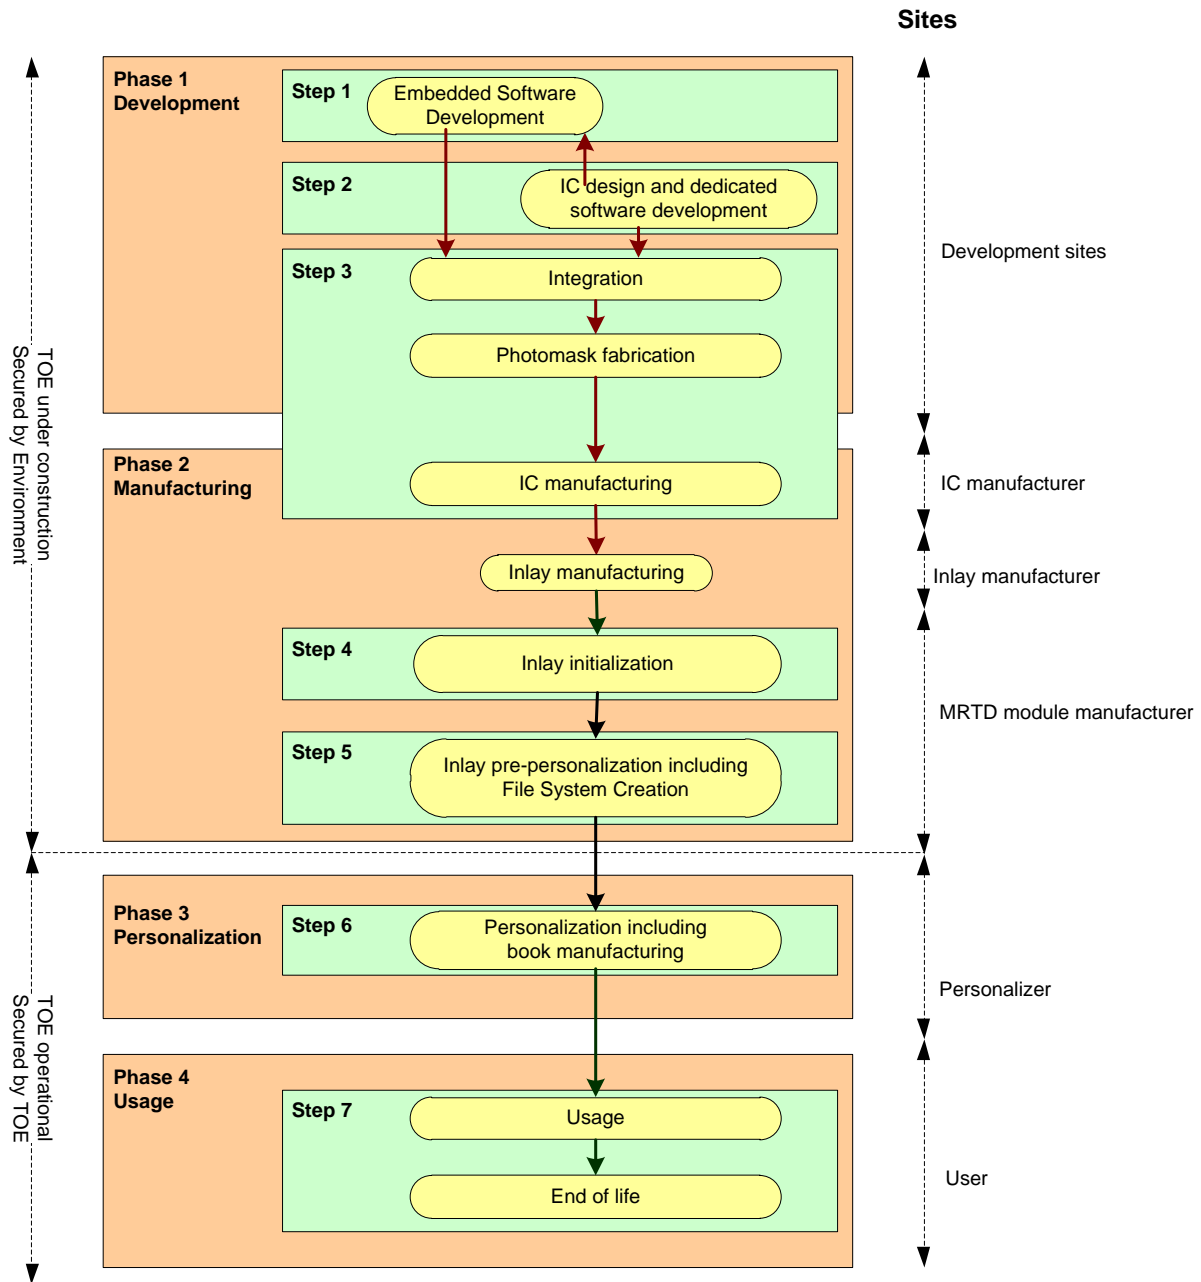 Sites
Phase 1
Development
Step 1
Embedded Software
Development
Step 2
IC design and dedicated
software development
Step 3
Integration
Photomask fabrication
Development sites
TOE under construction
Secured by Environment
Phase 2
Manufacturing
IC manufacturing
IC manufacturer
Inlay manufacturing
Inlay manufacturer
Step 4
Inlay initialization
MRTD module manufacturer
Step 5
Inlay pre-personalization including
File System Creation
Phase 3
Personalization
Step 6
Personalization including
book manufacturing
Personalizer
TOE operational
Secured by TOE
Phase 4
Usage
Step 7
Usage
End of life
User